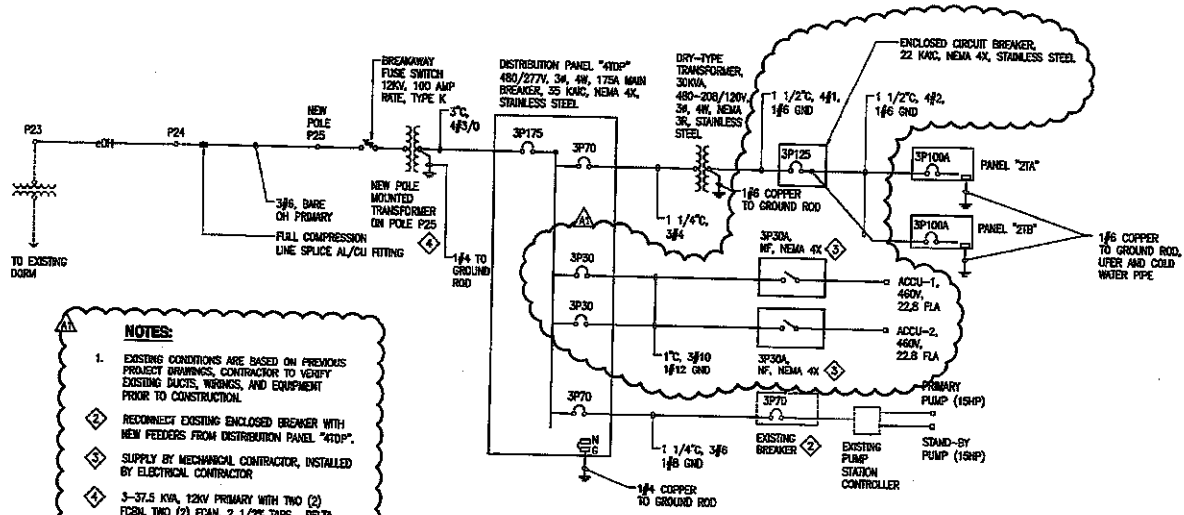 P23
eOH
P24
NEW
POLE
P25
BREAKAWAY
FUSE SWITCH
12KV, 100 AMP
RATE, TYPE K
3"C,
4#3/0
DISTRIBUTION PANEL "4TDP"
480/277V, 3ø, 4W, 175A MAIN
BREAKER, 35 KAIC, NEMA 4X,
STAINLESS STEEL
DRY-TYPE
TRANSFORMER,
30KVA,
480-208/120V,
3ø, 4W, NEMA
3R, STAINLESS
STEEL
1 1/2"C, 4#1,
1#6 GND
ENCLOSED CIRCUIT BREAKER,
22 KAIC, NEMA 4X, STAINLESS STEEL
1 1/2"C, 4#2,
1#6 GND
3P175
3P70
3P125
3P100A
PANEL "2TA"
3P100A
PANEL "2TB"
1#6 COPPER
TO GROUND ROD
1#6 COPPER
TO GROUND ROD,
UFER AND COLD
WATER PIPE
TO EXISTING
DORM
3#6, BARE
OH PRIMARY
FULL COMPRESSION
LINE SPLICE AL/CU FITTING
NEW POLE
MOUNTED
TRANSFORMER
ON POLE P25
4
1#4 TO
GROUND
ROD
1 1/4"C,
3#4
A1
3P30
3P30A,
NF, NEMA 4X
3
ACCU-1,
460V,
22.8 FLA
3P30
ACCU-2,
460V,
22.8 FLA
1"C, 3#10
1#12 GND
3P30A,
NF, NEMA 4X
3
3P70
1 1/4"C, 3#6
1#8 GND
3P70
EXISTING
BREAKER
2
EXISTING
PUMP
STATION
CONTROLLER
PRIMARY
PUMP (15HP)
STAND-BY
PUMP (15HP)
N
G
1#4 COPPER
TO GROUND ROD
A1
NOTES:
1. EXISTING CONDITIONS ARE BASED ON PREVIOUS
PROJECT DRAWINGS, CONTRACTOR TO VERIFY
EXISTING DUCTS, WIRINGS, AND EQUIPMENT
PRIOR TO CONSTRUCTION.
2 RECONNECT EXISTING ENCLOSED BREAKER WITH
NEW FEEDERS FROM DISTRIBUTION PANEL "4TDP".
3 SUPPLY BY MECHANICAL CONTRACTOR, INSTALLED
BY ELECTRICAL CONTRACTOR
4 3-37.5 KVA, 12KV PRIMARY WITH TWO (2)
FCBN, TWO (2) FCAN, 2 1/2% TAPS, DELTA